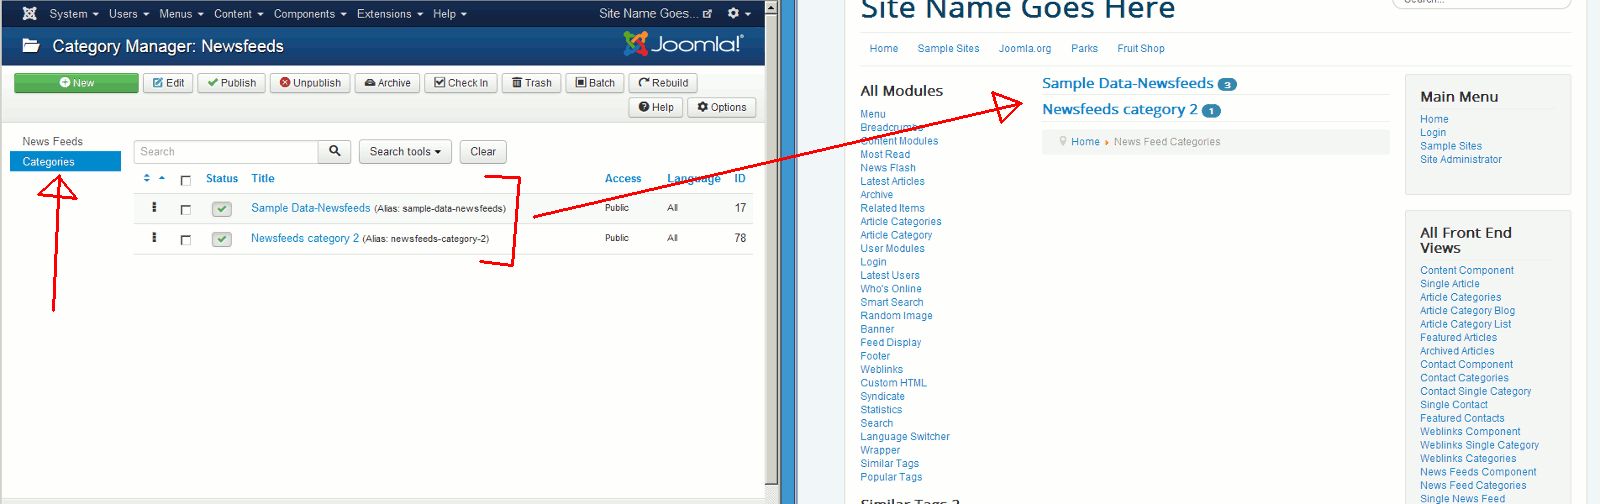 System Users Menus Content Components Extensions Help Site Name Goes...
Category Manager: Newsfeeds
Joomla!
New Edit Publish Unpublish Archive Check In Trash Batch Rebuild
Help Options
News Feeds
Categories
Search Search tools Clear
Status Title Access Language ID
Sample Data-Newsfeeds (Alias: sample-data-newsfeeds) Public All 17
Newsfeeds category 2 (Alias: newsfeeds-category-2) Public All 78
Site Name Goes Here
Search...
Home Sample Sites Joomla.org Parks Fruit Shop
All Modules
Menu
Breadcrumbs
Content Modules
Most Read
News Flash
Latest Articles
Archive
Related Items
Article Categories
Article Category
User Modules
Login
Latest Users
Who's Online
Smart Search
Random Image
Banner
Feed Display
Footer
Weblinks
Custom HTML
Syndicate
Statistics
Search
Language Switcher
Wrapper
Similar Tags
Popular Tags
Similar Tags 2
Sample Data-Newsfeeds 3
Newsfeeds category 2 1
Home News Feed Categories
Main Menu
Home
Login
Sample Sites
Site Administrator
All Front End
Views
Content Component
Single Article
Article Categories
Article Category Blog
Article Category List
Featured Articles
Archived Articles
Contact Component
Contact Categories
Contact Single Category
Single Contact
Featured Contacts
Weblinks Component
Weblinks Single Category
Weblinks Categories
News Feeds Component
News Feed Categories
Single News Feed